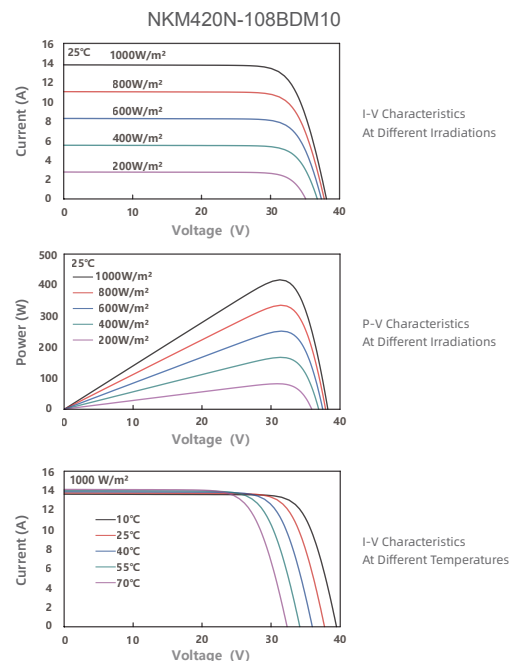 NKM420N-108BDM10
16
14
12
10
8
6
4
2
0
25℃
1000W/m²
800W/m²
600W/m²
400W/m²
200W/m²
Current (A)
0 10 20 30 40
Voltage (V)
I-V Characteristics
At Different Irradiations
500
400
300
200
100
0
25℃
1000W/m²
800W/m²
600W/m²
400W/m²
200W/m²
Power (W)
0 10 20 30 40
Voltage (V)
P-V Characteristics
At Different Irradiations
16
14
12
10
8
6
4
2
0
1000 W/m²
10℃
25℃
40℃
55℃
70℃
Current (A)
0 10 20 30 40
Voltage (V)
I-V Characteristics
At Different Temperatures